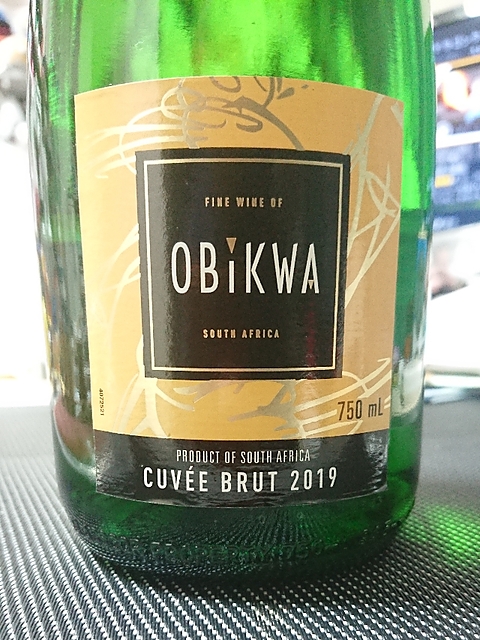 FINE WINE OF
OBiKWA
SOUTH AFRICA
750 mL
PRODUCT OF SOUTH AFRICA
CUVÉE BRUT 2019